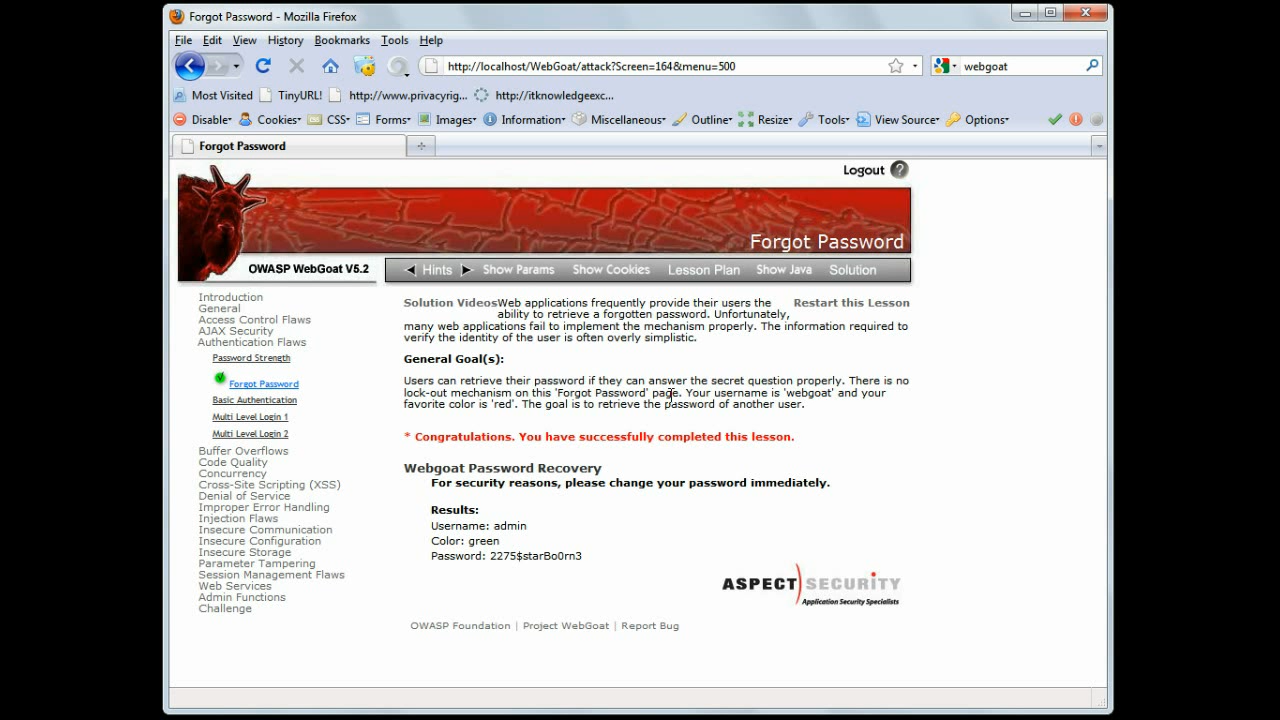 Forgot Password - Mozilla Firefox
File Edit View History Bookmarks Tools Help
http://localhost/WebGoat/attack?Screen=164&menu=500
webgoat
Most Visited TinyURL! http://www.privacyrig... http://itknowledgeexc...
Disable Cookies CSS Forms Images Information Miscellaneous Outline Resize Tools View Source Options
Forgot Password
Logout ?
Forgot Password
OWASP WebGoat V5.2
Hints Show Params Show Cookies Lesson Plan Show Java Solution
Introduction
General
Access Control Flaws
AJAX Security
Authentication Flaws
Password Strength
Forgot Password
Basic Authentication
Multi Level Login 1
Multi Level Login 2
Buffer Overflows
Code Quality
Concurrency
Cross-Site Scripting (XSS)
Denial of Service
Improper Error Handling
Injection Flaws
Insecure Communication
Insecure Configuration
Insecure Storage
Parameter Tampering
Session Management Flaws
Web Services
Admin Functions
Challenge
Solution Videos Web applications frequently provide their users the Restart this Lesson
ability to retrieve a forgotten password. Unfortunately,
many web applications fail to implement the mechanism properly. The information required to
verify the identity of the user is often overly simplistic.
General Goal(s):
Users can retrieve their password if they can answer the secret question properly. There is no
lock-out mechanism on this 'Forgot Password' page. Your username is 'webgoat' and your
favorite color is 'red'. The goal is to retrieve the password of another user.
* Congratulations. You have successfully completed this lesson.
Webgoat Password Recovery
For security reasons, please change your password immediately.
Results:
Username: admin
Color: green
Password: 2275$starBo0rn3
ASPECT SECURITY
Application Security Specialists
OWASP Foundation | Project WebGoat | Report Bug